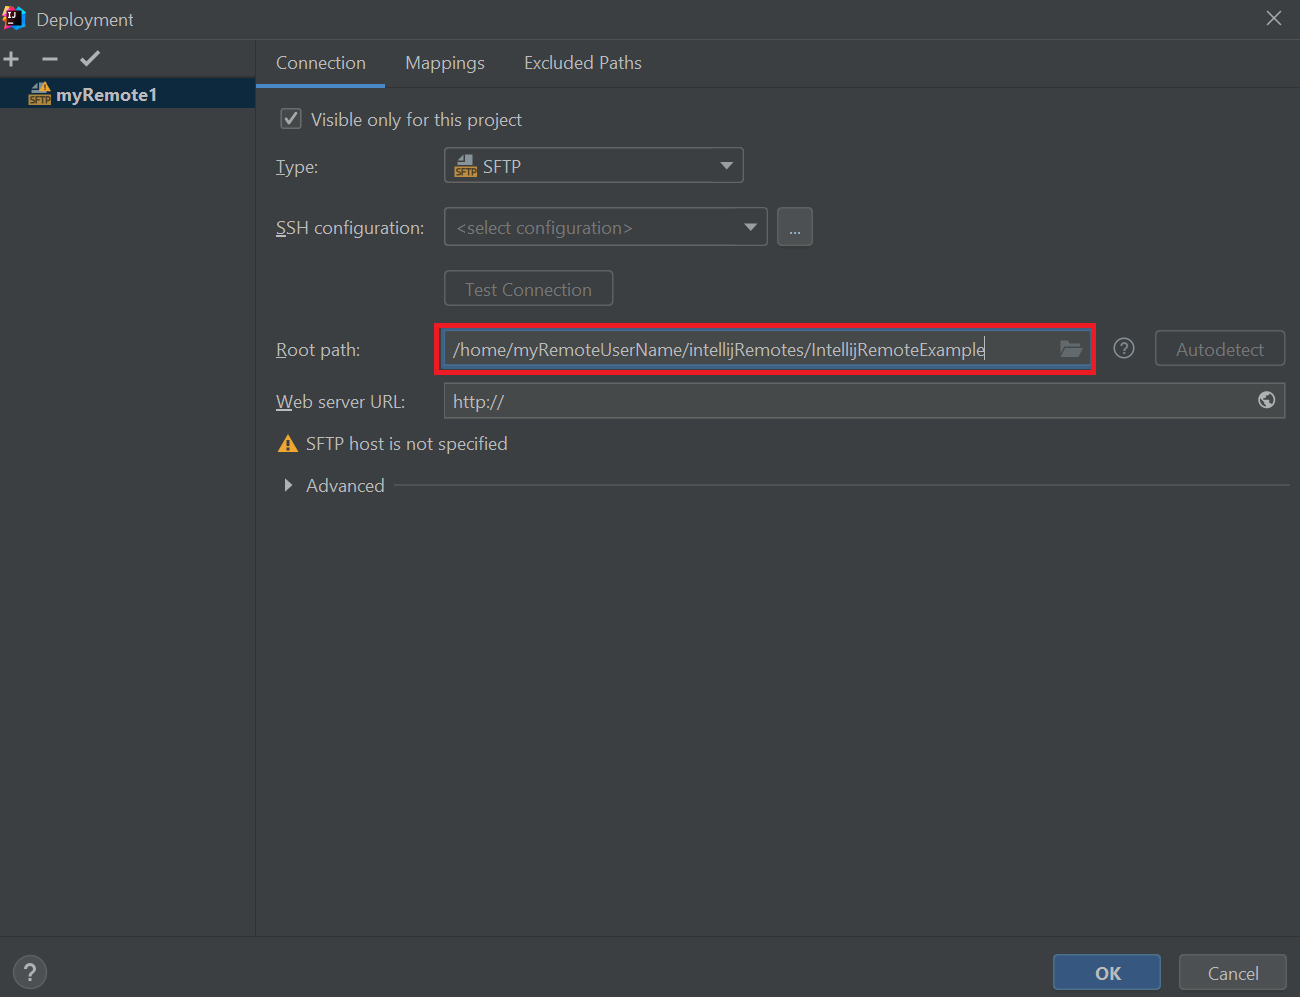 Deployment
myRemote1
Connection Mappings Excluded Paths
Visible only for this project
Type: SFTP SFTP
SSH configuration: <select configuration> ...
Test Connection
Root path: /home/myRemoteUserName/intellijRemotes/IntellijRemoteExample ? Autodetect
Web server URL: http://
SFTP host is not specified
Advanced
? OK Cancel